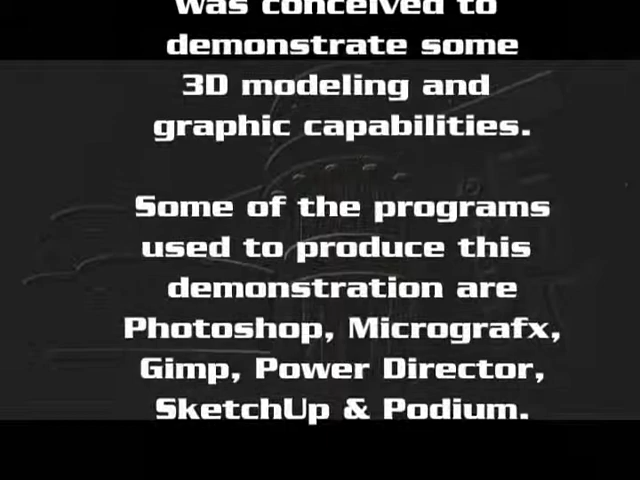 was conceived to
demonstrate some
3D modeling and
graphic capabilities.
Some of the programs
used to produce this
demonstration are
Photoshop, Micrografx,
Gimp, Power Director,
SketchUp & Podium.